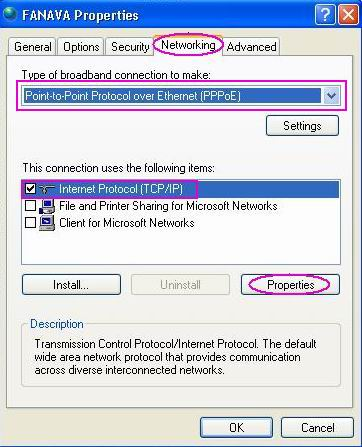 FANAVA Properties
General
Options
Security
Networking
Advanced
Type of broadband connection to make:
Point-to-Point Protocol over Ethernet (PPPoE)
Settings
This connection uses the following items:
Internet Protocol (TCP/IP)
File and Printer Sharing for Microsoft Networks
Client for Microsoft Networks
Install...
Uninstall
Properties
Description
Transmission Control Protocol/Internet Protocol. The default
wide area network protocol that provides communication
across diverse interconnected networks.
OK
Cancel